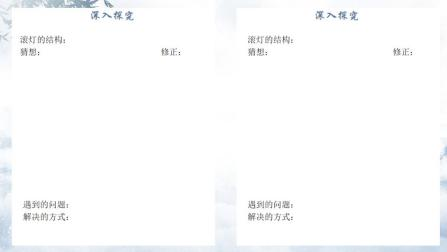 深入探究
滚灯的结构：
猜想： 修正：
遇到的问题：
解决的方式：
深入探究
滚灯的结构：
猜想： 修正：
遇到的问题：
解决的方式：